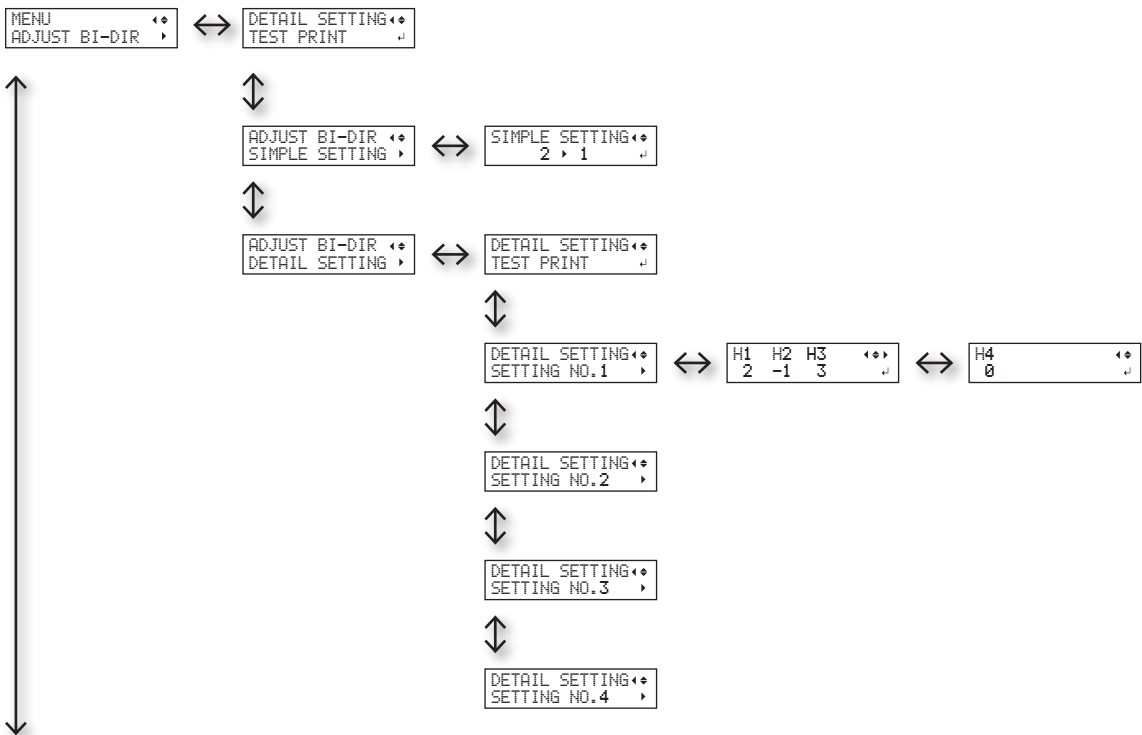 MENU
ADJUST BI-DIR
DETAIL SETTING
TEST PRINT ↵
ADJUST BI-DIR
SIMPLE SETTING
SIMPLE SETTING
2 ▸ 1 ↵
ADJUST BI-DIR
DETAIL SETTING
DETAIL SETTING
TEST PRINT ↵
DETAIL SETTING
SETTING NO.1
H1 H2 H3
2 -1 3 ↵
H4
0 ↵
DETAIL SETTING
SETTING NO.2
DETAIL SETTING
SETTING NO.3
DETAIL SETTING
SETTING NO.4